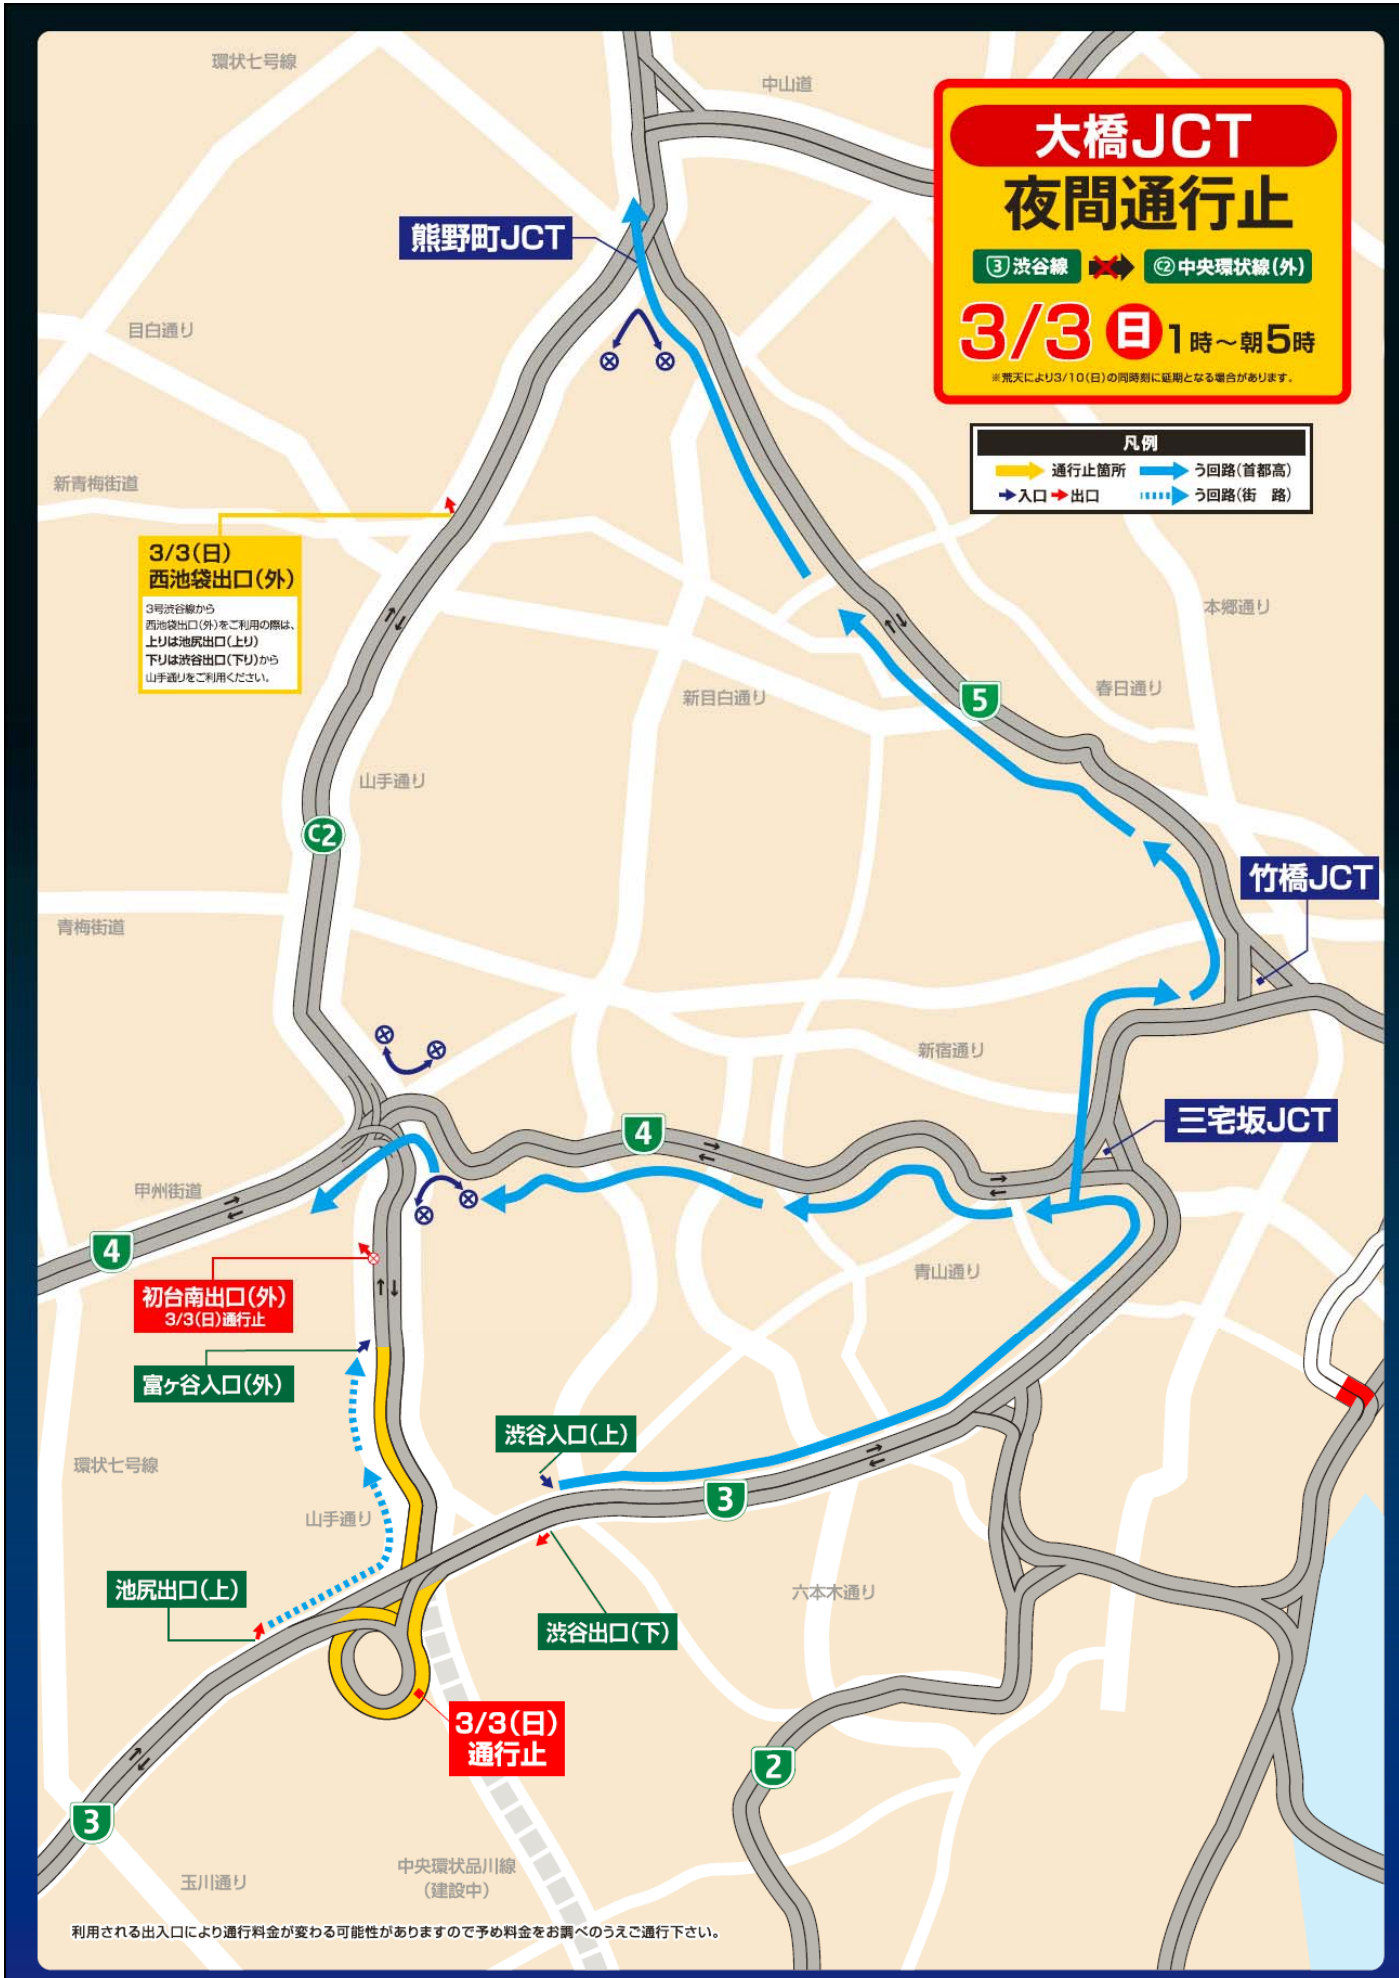 環状七号線
中山道
大橋JCT
夜間通行止
3 渋谷線
C2 中央環状線(外)
3/3 日 1時～朝5時
※荒天により3/10(日)の同時刻に延期となる場合があります。
熊野町JCT
目白通り
凡例
通行止箇所
う回路(首都高)
入口
出口
う回路(街 路)
新青梅街道
3/3(日)
西池袋出口(外)
3号渋谷線から
西池袋出口(外)をご利用の際は、
上りは池尻出口(上り)
下りは渋谷出口(下り)から
山手通りをご利用ください。
本郷通り
春日通り
新目白通り
5
山手通り
C2
竹橋JCT
青梅街道
新宿通り
三宅坂JCT
4
甲州街道
4
青山通り
初台南出口(外)
3/3(日)通行止
富ヶ谷入口(外)
渋谷入口(上)
環状七号線
3
山手通り
池尻出口(上)
六本木通り
渋谷出口(下)
3/3(日)
通行止
2
3
玉川通り
中央環状品川線
(建設中)
利用される出入口により通行料金が変わる可能性がありますので予め料金をお調べのうえご通行下さい。